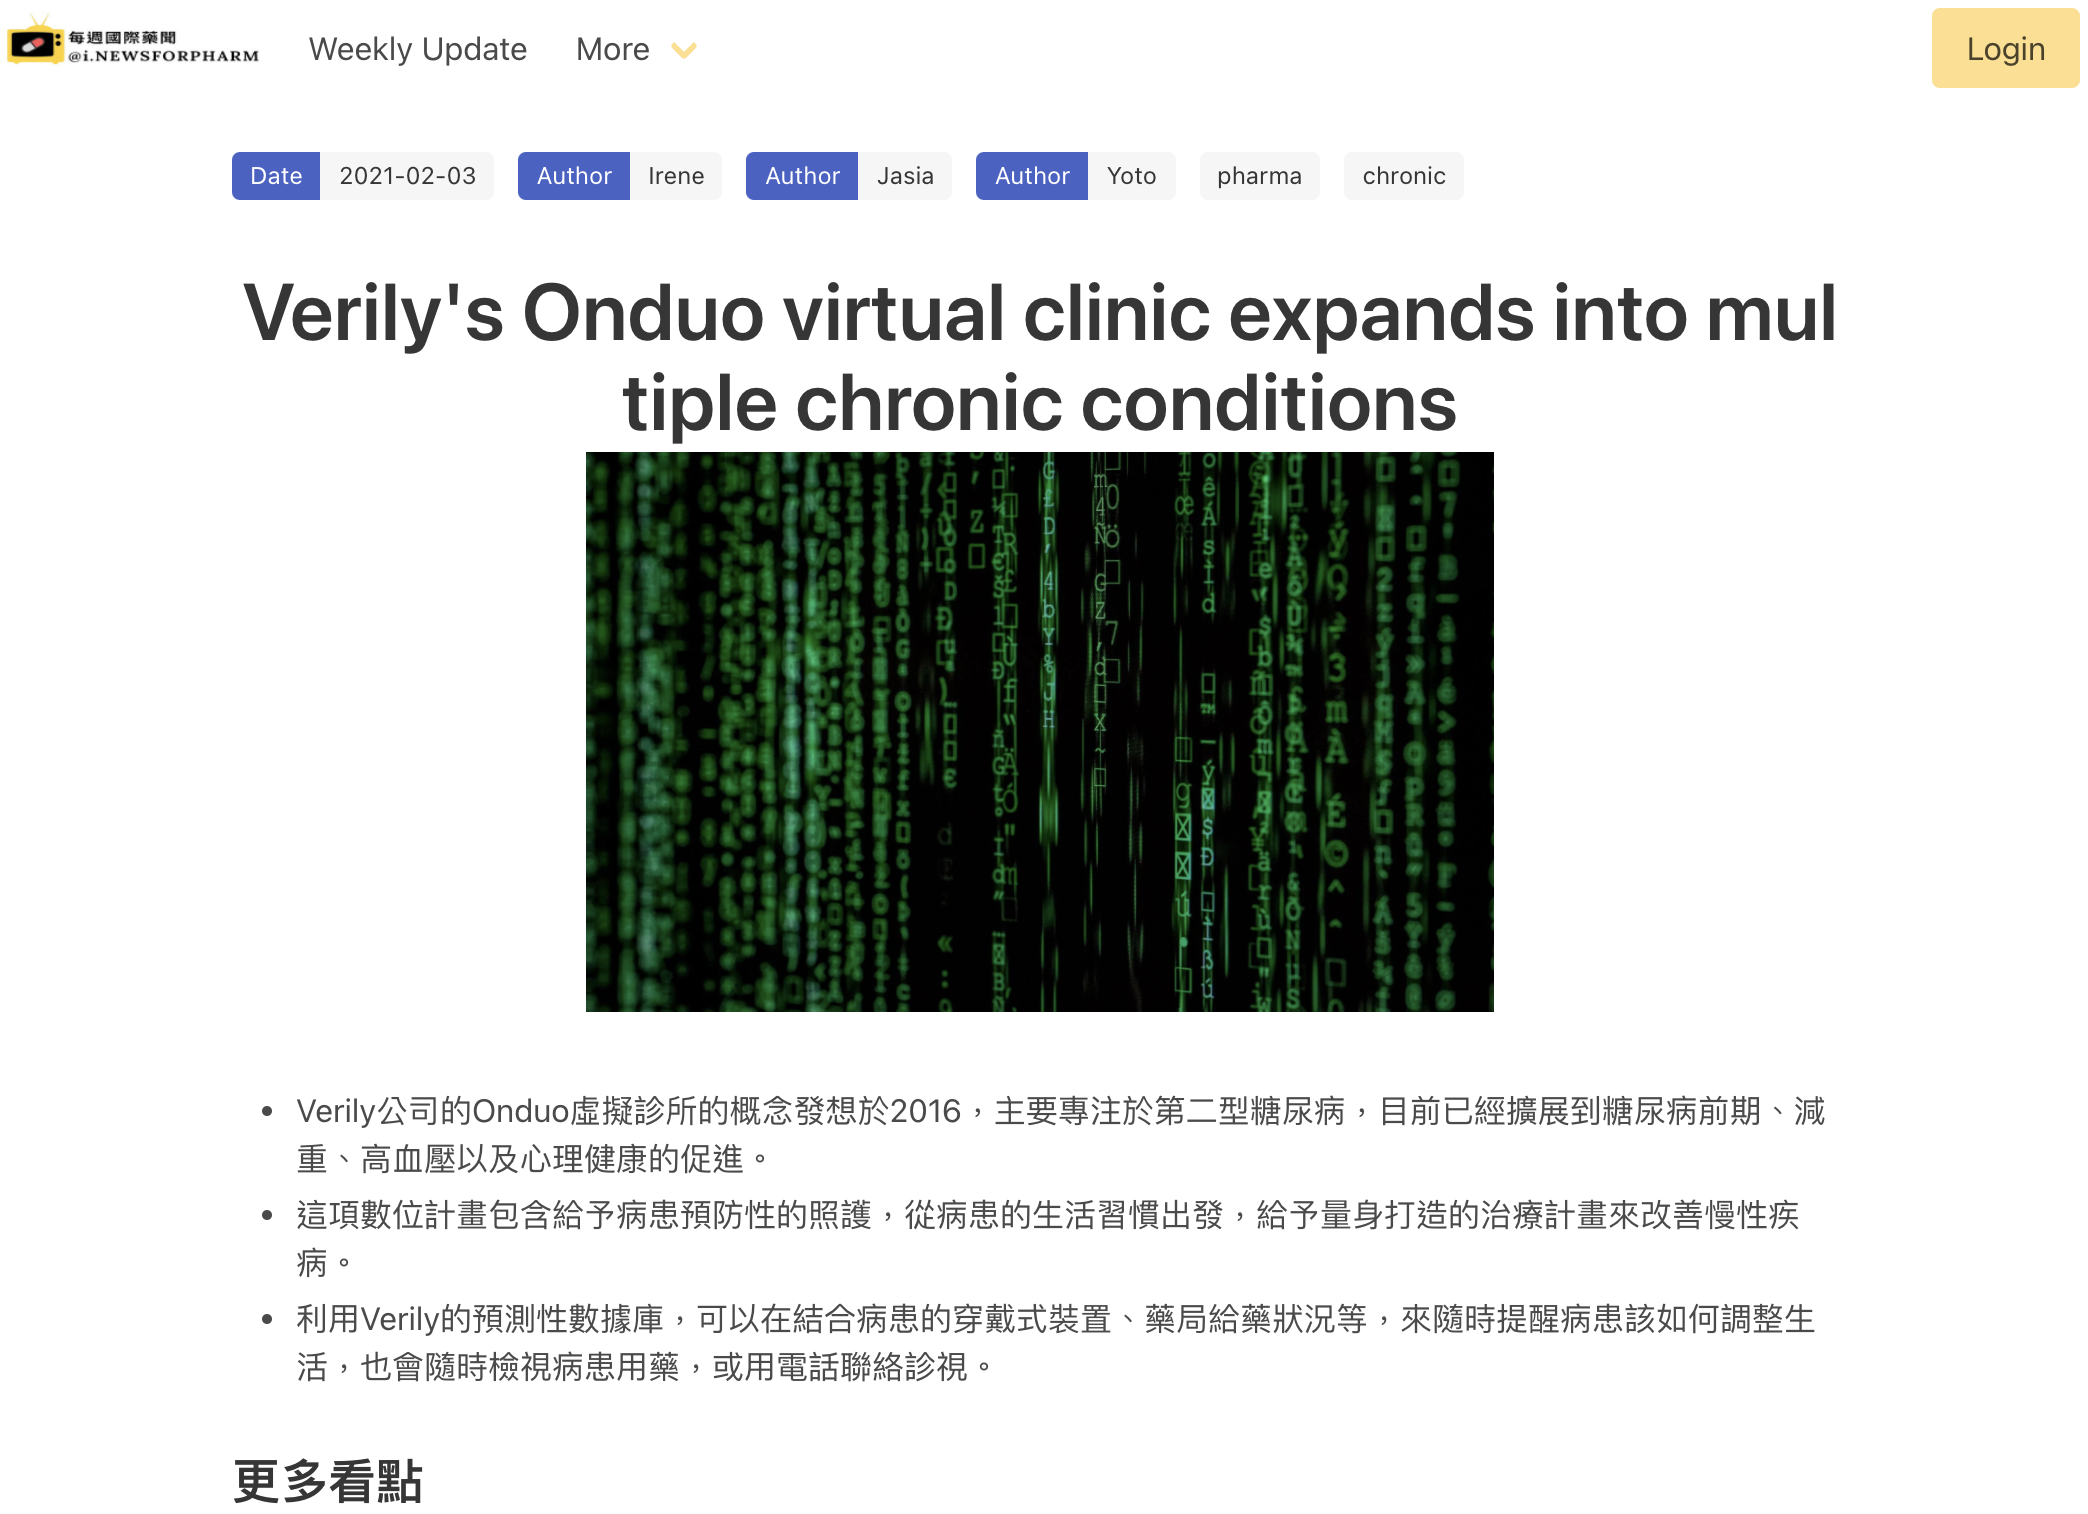 每週國際藥聞
@i.NEWSFORPHARM
Weekly Update
More
Login
Date 2021-02-03 Author Irene Author Jasia Author Yoto pharma chronic
Verily's Onduo virtual clinic expands into mul
tiple chronic conditions
Verily公司的Onduo虛擬診所的概念發想於2016，主要專注於第二型糖尿病，目前已經擴展到糖尿病前期、減
重、高血壓以及心理健康的促進。
這項數位計畫包含給予病患預防性的照護，從病患的生活習慣出發，給予量身打造的治療計畫來改善慢性疾
病。
利用Verily的預測性數據庫，可以在結合病患的穿戴式裝置、藥局給藥狀況等，來隨時提醒病患該如何調整生
活，也會隨時檢視病患用藥，或用電話聯絡診視。
更多看點